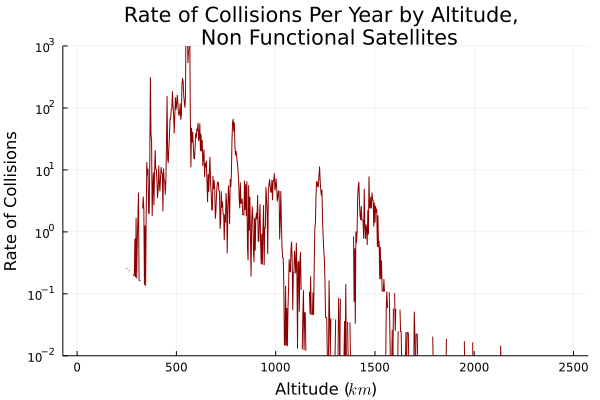 Rate of Collisions Per Year by Altitude,
Non Functional Satellites
Rate of Collisions
10³
10²
10¹
10⁰
10⁻¹
10⁻²
0 500 1000 1500 2000 2500
Altitude (km)